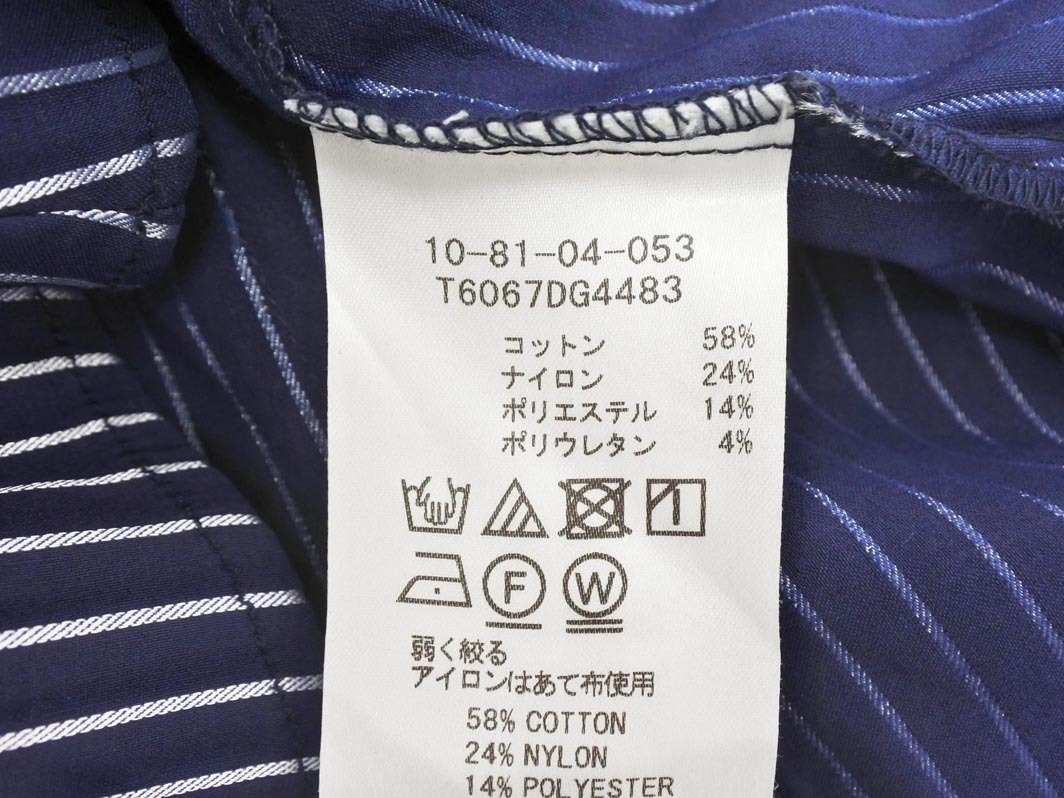 10-81-04-053
T6067DG4483
コットン 58%
ナイロン 24%
ポリエステル 14%
ポリウレタン 4%
F W
弱く絞る
アイロンはあて布使用
58% COTTON
24% NYLON
14% POLYESTER